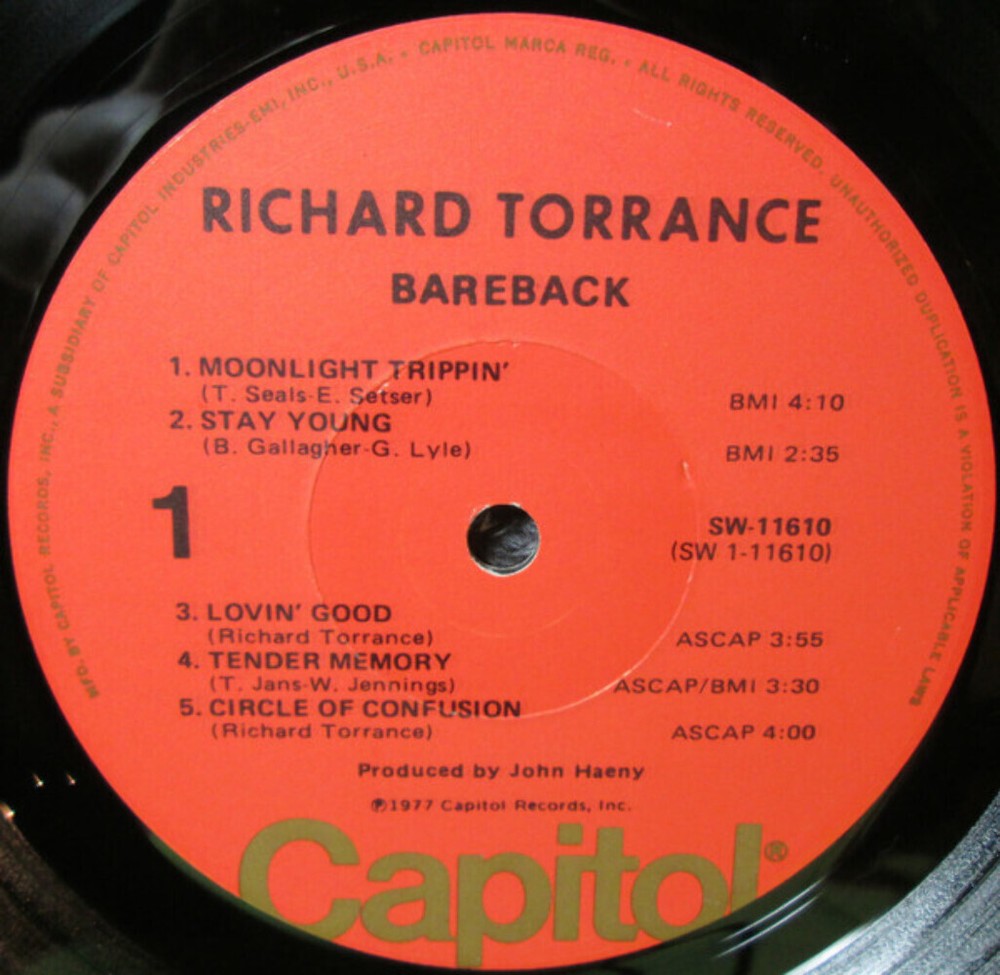 MFD. BY CAPITOL RECORDS, INC., A SUBSIDIARY OF CAPITOL INDUSTRIES-EMI, INC., U.S.A. • CAPITOL MARCA REG. • ALL RIGHTS RESERVED. UNAUTHORIZED DUPLICATION IS A VIOLATION OF APPLICABLE LAWS
RICHARD TORRANCE
BAREBACK
1. MOONLIGHT TRIPPIN'
(T. Seals-E. Setser) BMI 4:10
2. STAY YOUNG
(B. Gallagher-G. Lyle) BMI 2:35
1
SW-11610
(SW 1-11610)
3. LOVIN' GOOD
(Richard Torrance) ASCAP 3:55
4. TENDER MEMORY
(T. Jans-W. Jennings) ASCAP/BMI 3:30
5. CIRCLE OF CONFUSION
(Richard Torrance) ASCAP 4:00
Produced by John Haeny
℗1977 Capitol Records, Inc.
Capitol®